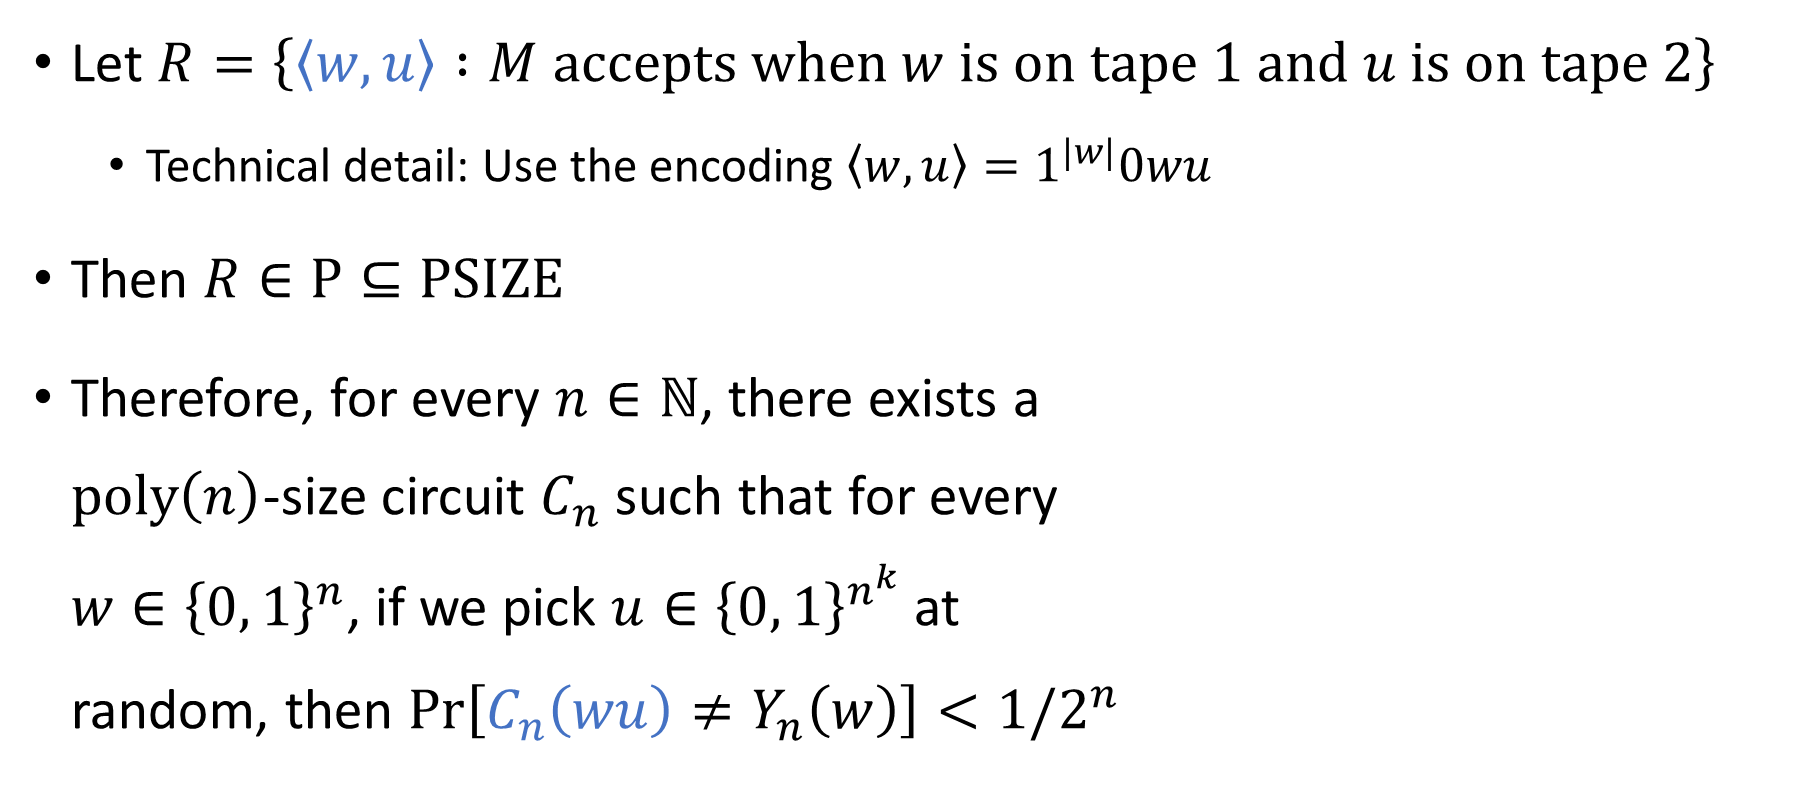 • Let R = {⟨w, u⟩ : M accepts when w is on tape 1 and u is on tape 2}
• Technical detail: Use the encoding ⟨w, u⟩ = 1^{|w|}0wu
• Then R ∈ P ⊆ PSIZE
• Therefore, for every n ∈ ℕ, there exists a
poly(n)-size circuit C_n such that for every
w ∈ {0, 1}^n, if we pick u ∈ {0, 1}^{n^k} at
random, then Pr[C_n(wu) ≠ Y_n(w)] < 1/2^n